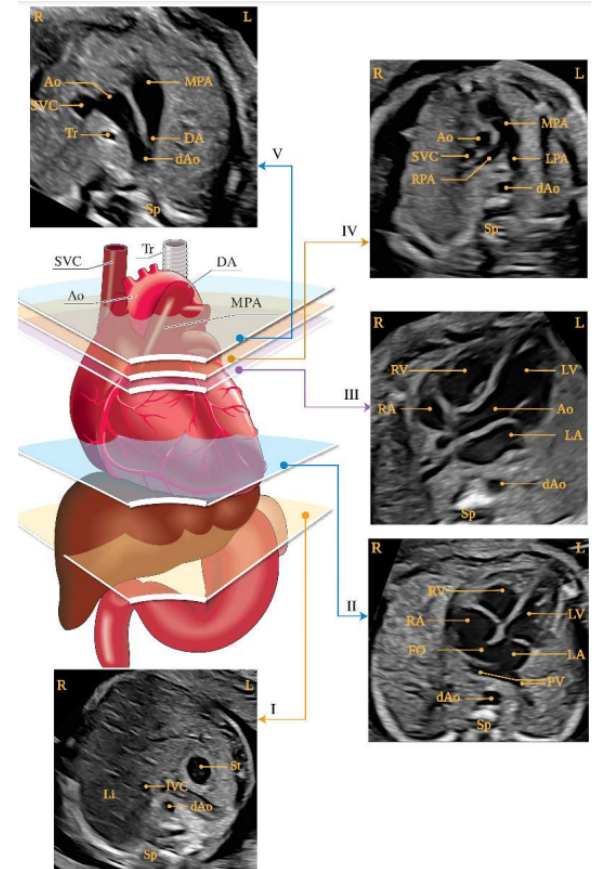 R L
Ao
MPA
SVC
Tr
DA
dAo
Sp
V
R L
Ao
MPA
SVC
LPA
RPA
dAo
Sp
IV
SVC
Tr
DA
Ao
MPA
R L
RV
LV
RA
Ao
LA
dAo
Sp
III
R L
RV
RA
LV
FO
LA
PV
dAo
Sp
II
R L
St
IVC
Li
dAo
Sp
I